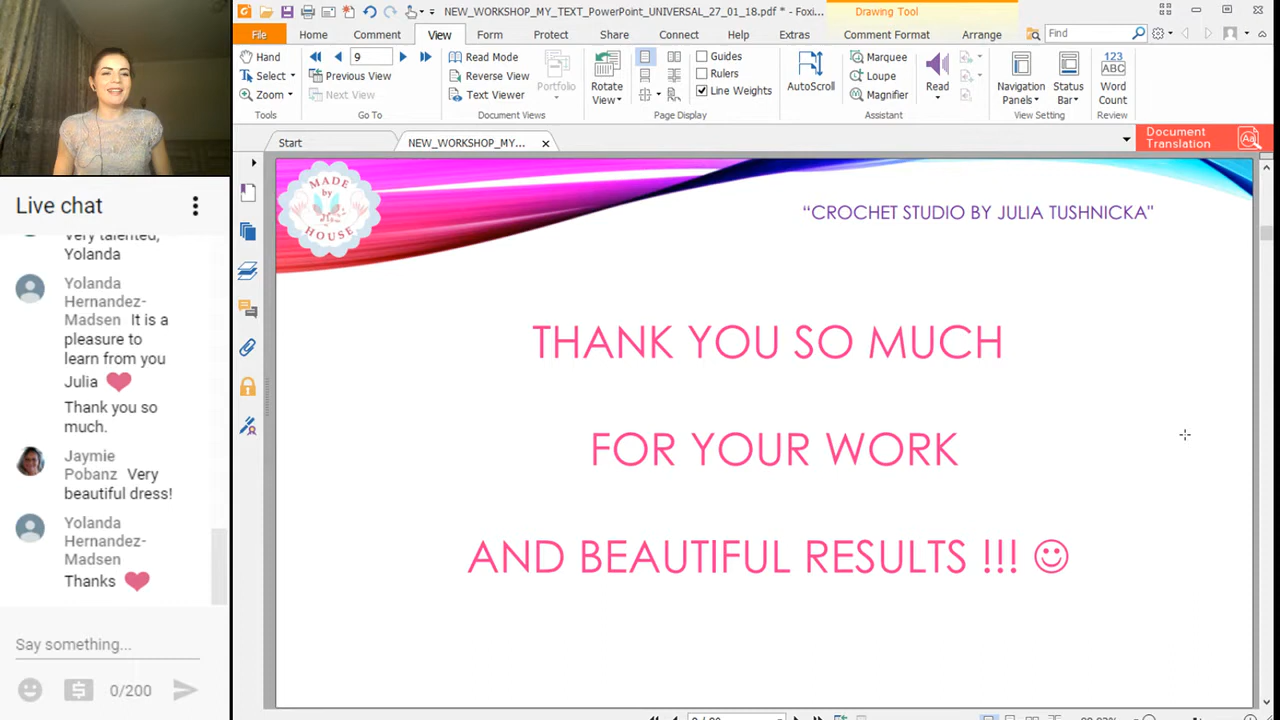 NEW_WORKSHOP_MY_TEXT_PowerPoint_UNIVERSAL_27_01_18.pdf * - Foxi...
Drawing Tool
File
Home
Comment
View
Form
Protect
Share
Connect
Help
Extras
Comment Format
Arrange
Find
Hand
Select
Zoom
9
Previous View
Next View
Read Mode
Reverse View
Text Viewer
Portfolio
Rotate
View
Guides
Rulers
Line Weights
AutoScroll
Marquee
Loupe
Magnifier
Read
Navigation
Panels
Status
Bar
123
ABC
Word
Count
Tools
Go To
Document Views
Page Display
Assistant
View Setting
Review
Start
NEW_WORKSHOP_MY...
Document
Translation
Live chat
Very talented,
Yolanda
Yolanda
Hernandez-
Madsen It is a
pleasure to
learn from you
Julia
Thank you so
much.
Jaymie
Pobanz Very
beautiful dress!
Yolanda
Hernandez-
Madsen
Thanks
Say something...
0/200
MADE
by
HOUSE
“CROCHET STUDIO BY JULIA TUSHNICKA"
THANK YOU SO MUCH
FOR YOUR WORK
AND BEAUTIFUL RESULTS !!! ☺